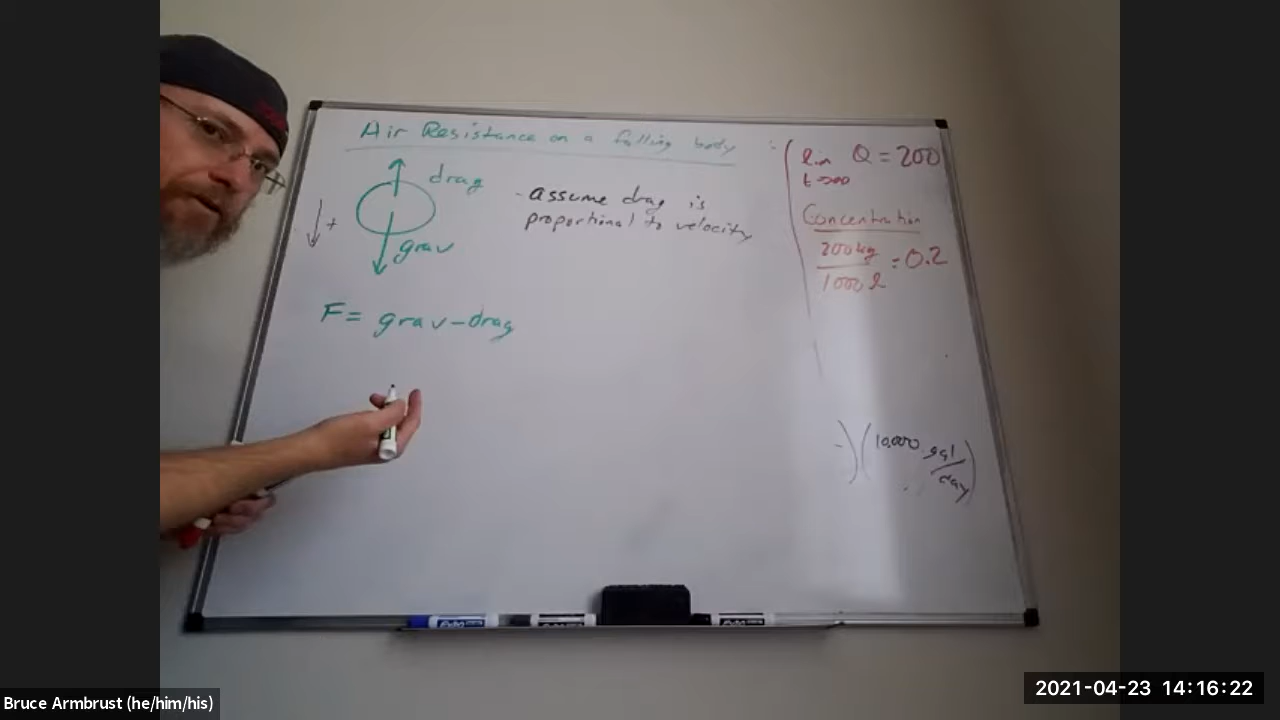 Air Resistance on a falling body
drag
+
grav
- assume drag is
proportional to velocity
F = grav - drag
lim Q = 200
t→∞
Concentration
200 kg
1000 l
= 0.2
-) (10,000 gal/day)
Bruce Armbrust (he/him/his)
2021-04-23 14:16:22